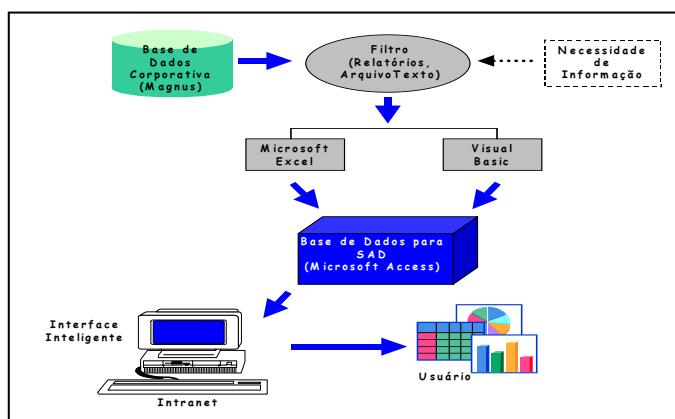 Base de
Dados
Corporativa
(Magnus)
Filtro
(Relatórios,
ArquivoTexto)
Necessidade
de
Informação
Microsoft
Excel
Visual
Basic
Base de Dados para
SAD
(Microsoft Access)
Interface
Inteligente
Intranet
Usuário